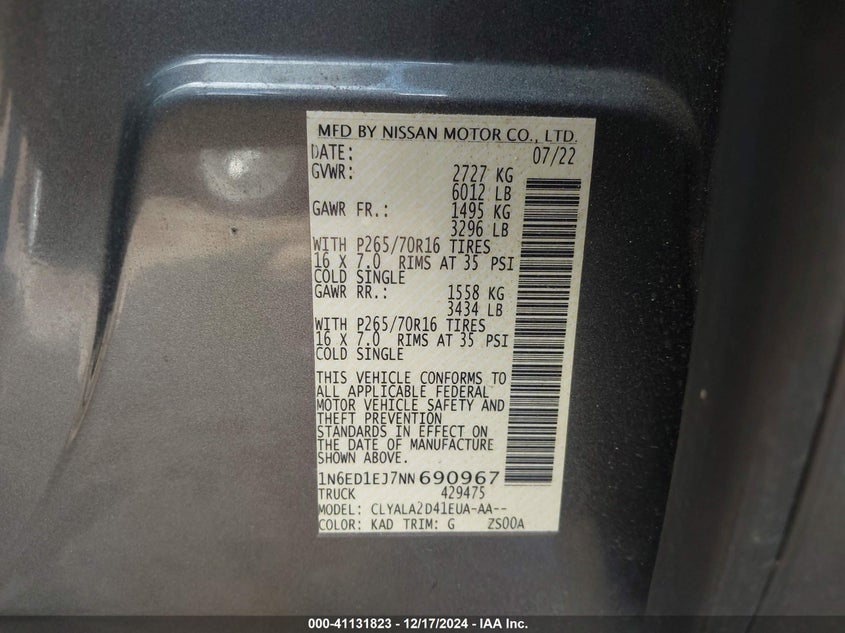 MFD BY NISSAN MOTOR CO., LTD.
DATE: 07/22
GVWR: 2727 KG
6012 LB
GAWR FR.: 1495 KG
3296 LB
WITH P265/70R16 TIRES
16 X 7.0 RIMS AT 35 PSI
COLD SINGLE
GAWR RR.: 1558 KG
3434 LB
WITH P265/70R16 TIRES
16 X 7.0 RIMS AT 35 PSI
COLD SINGLE
THIS VEHICLE CONFORMS TO
ALL APPLICABLE FEDERAL
MOTOR VEHICLE SAFETY AND
THEFT PREVENTION
STANDARDS IN EFFECT ON
THE DATE OF MANUFACTURE
SHOWN ABOVE.
1N6ED1EJ7NN690967
TRUCK 429475
MODEL: CLYALA2D41EUA-AA--
COLOR: KAD TRIM: G ZS00A
000-41131823 - 12/17/2024 - IAA Inc.